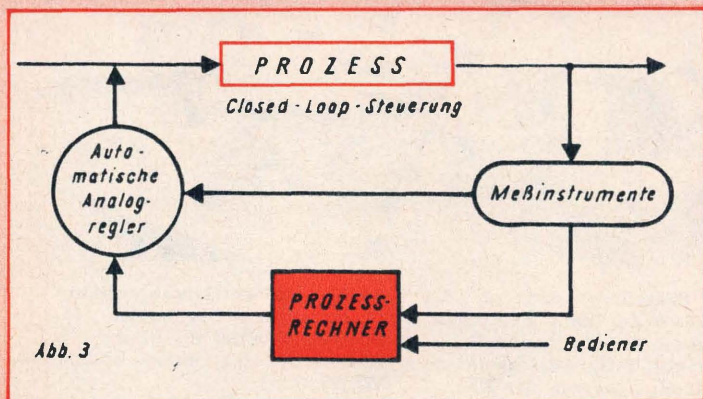 PROZESS
Closed-Loop-Steuerung
Auto-
matische
Analog-
regler
Meßinstrumente
PROZESS-
RECHNER
Bediener
Abb. 3